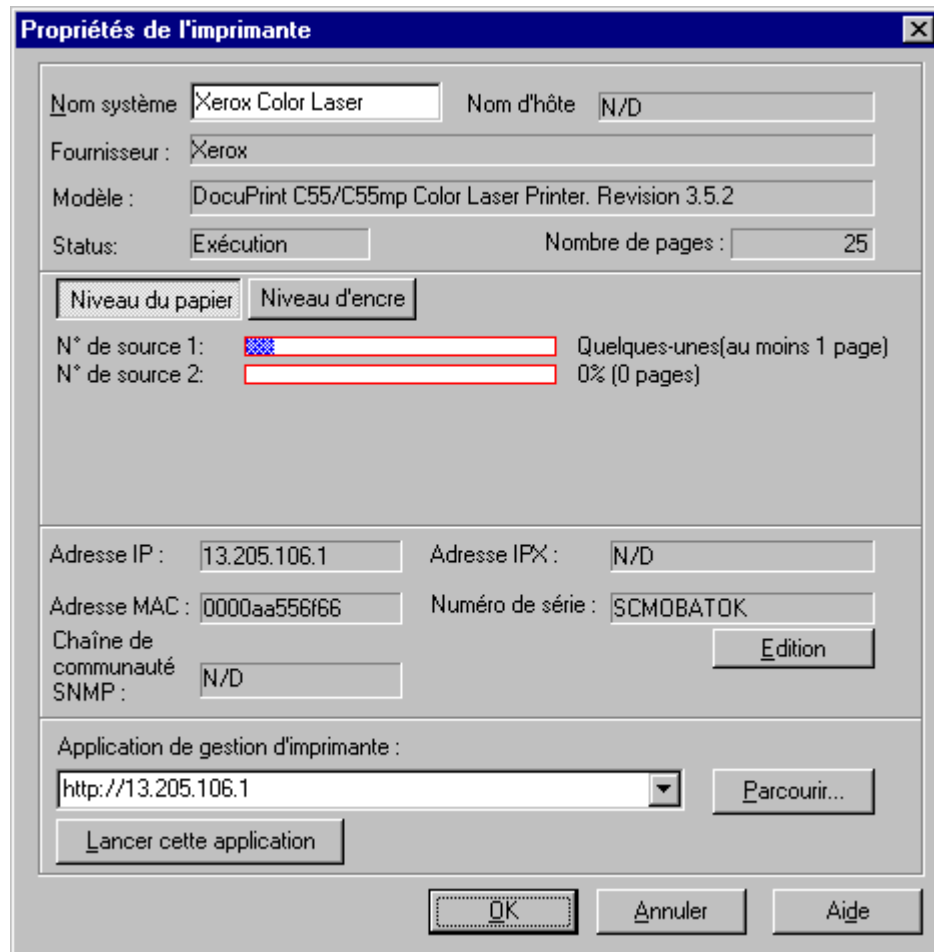 Propriétés de l'imprimante
Nom système Xerox Color Laser Nom d'hôte N/D
Fournisseur : Xerox
Modèle : DocuPrint C55/C55mp Color Laser Printer. Revision 3.5.2
Status: Exécution Nombre de pages : 25
Niveau du papier Niveau d'encre
N° de source 1: Quelques-unes(au moins 1 page)
N° de source 2: 0% (0 pages)
Adresse IP : 13.205.106.1 Adresse IPX : N/D
Adresse MAC : 0000aa556f66 Numéro de série : SCMOBATOK
Chaîne de
communauté
SNMP : N/D
Edition
Application de gestion d'imprimante :
http://13.205.106.1 Parcourir...
Lancer cette application
OK Annuler Aide